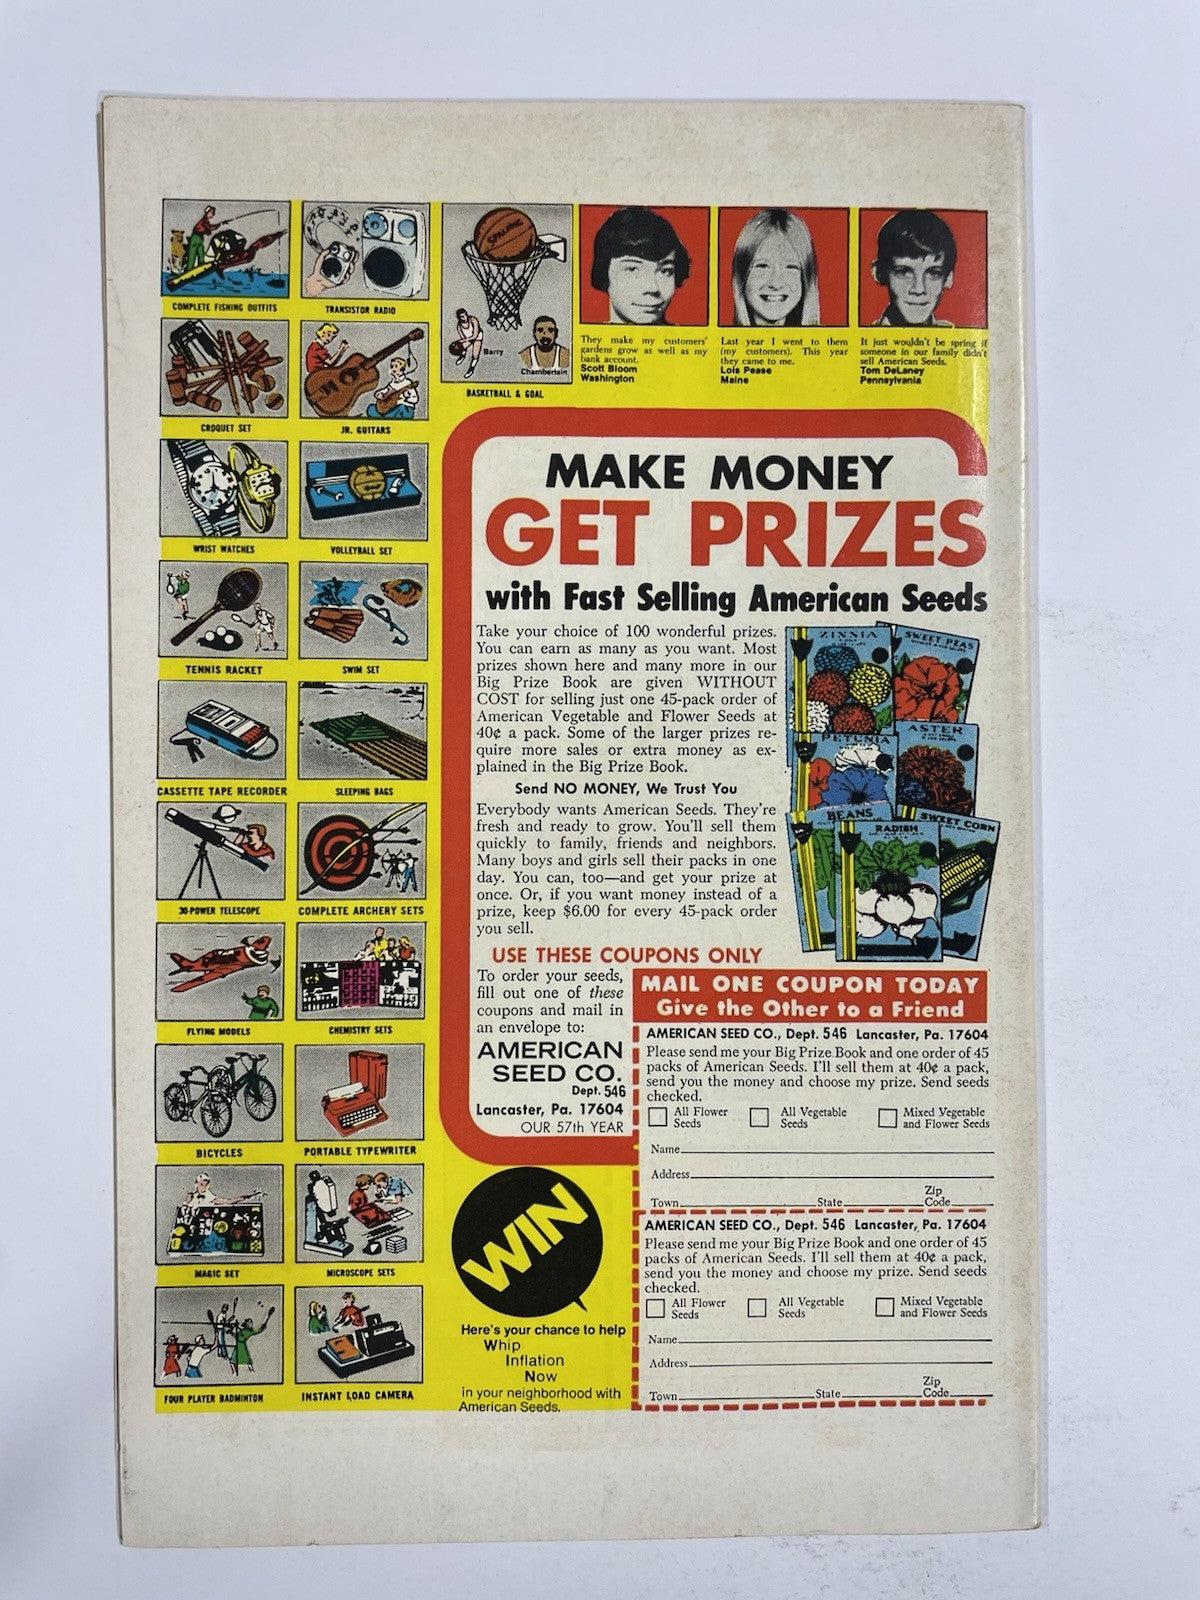 COMPLETE FISHING OUTFITS
TRANSISTOR RADIO
CROQUET SET
JR. GUITARS
WRIST WATCHES
VOLLEYBALL SET
TENNIS RACKET
SWIM SET
CASSETTE TAPE RECORDER
SLEEPING BAGS
30-POWER TELESCOPE
COMPLETE ARCHERY SETS
FLYING MODELS
CHEMISTRY SETS
BICYCLES
PORTABLE TYPEWRITER
MAGIC SET
MICROSCOPE SETS
FOUR PLAYER BADMINTON
INSTANT LOAD CAMERA
SPALDING
Barry
Chamberlain
BASKETBALL & GOAL
They make my customers'
gardens grow as well as my
bank account.
Scott Bloom
Washington
Last year I went to them
(my customers). This year
they came to me.
Lois Pease
Maine
It just wouldn't be spring if
someone in our family didn't
sell American Seeds.
Tom DeLaney
Pennsylvania
MAKE MONEY
GET PRIZES
with Fast Selling American Seeds
Take your choice of 100 wonderful prizes.
You can earn as many as you want. Most
prizes shown here and many more in our
Big Prize Book are given WITHOUT
COST for selling just one 45-pack order of
American Vegetable and Flower Seeds at
40¢ a pack. Some of the larger prizes re-
quire more sales or extra money as ex-
plained in the Big Prize Book.
Send NO MONEY, We Trust You
Everybody wants American Seeds. They're
fresh and ready to grow. You'll sell them
quickly to family, friends and neighbors.
Many boys and girls sell their packs in one
day. You can, too—and get your prize at
once. Or, if you want money instead of a
prize, keep $6.00 for every 45-pack order
you sell.
ZINNIA
SWEET PEAS
PETUNIA
ASTER
BEANS
RADISH
SWEET CORN
USE THESE COUPONS ONLY
To order your seeds,
fill out one of these
coupons and mail in
an envelope to:
AMERICAN
SEED CO.
Dept. 546
Lancaster, Pa. 17604
OUR 57th YEAR
MAIL ONE COUPON TODAY
Give the Other to a Friend
AMERICAN SEED CO., Dept. 546 Lancaster, Pa. 17604
Please send me your Big Prize Book and one order of 45
packs of American Seeds. I'll sell them at 40¢ a pack,
send you the money and choose my prize. Send seeds
checked.
All Flower Seeds All Vegetable Seeds Mixed Vegetable and Flower Seeds
Name
Address
Town State Zip Code
AMERICAN SEED CO., Dept. 546 Lancaster, Pa. 17604
Please send me your Big Prize Book and one order of 45
packs of American Seeds. I'll sell them at 40¢ a pack,
send you the money and choose my prize. Send seeds
checked.
All Flower Seeds All Vegetable Seeds Mixed Vegetable and Flower Seeds
Name
Address
Town State Zip Code
WIN
Here's your chance to help
Whip
Inflation
Now
in your neighborhood with
American Seeds.